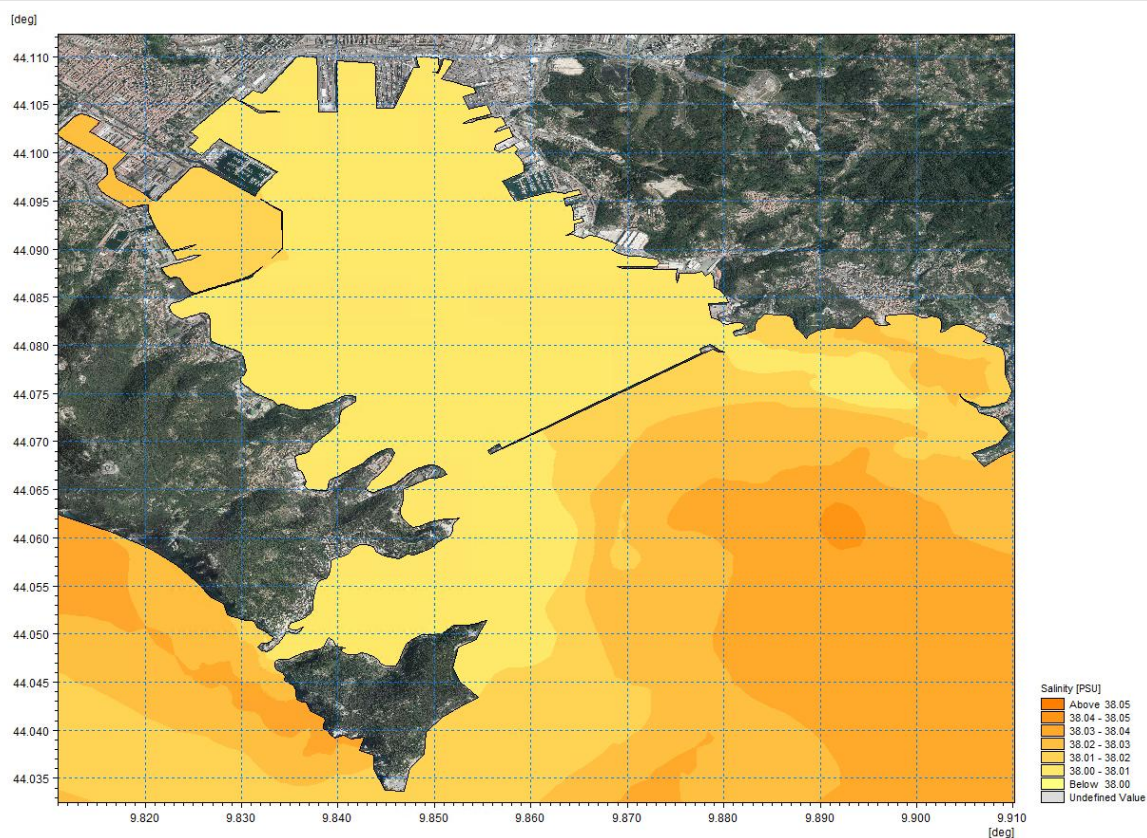 [deg]
44.110
44.105
44.100
44.095
44.090
44.085
44.080
44.075
44.070
44.065
44.060
44.055
44.050
44.045
44.040
44.035
9.820 9.830 9.840 9.850 9.860 9.870 9.880 9.890 9.900 9.910
[deg]
Salinity [PSU]
Above 38.05
38.04 - 38.05
38.03 - 38.04
38.02 - 38.03
38.01 - 38.02
38.00 - 38.01
Below 38.00
Undefined Value